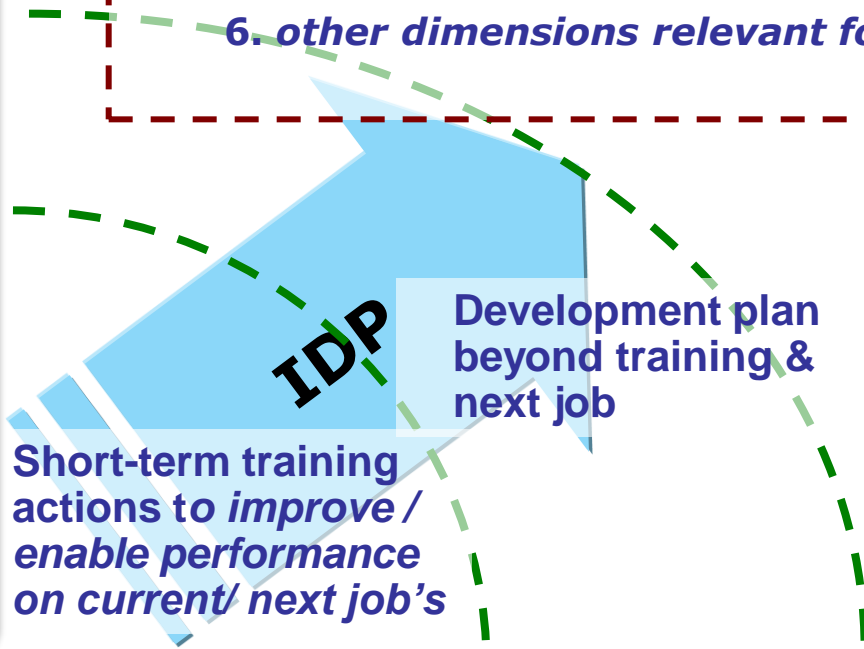 6. other dimensions relevant
IDP
Development plan
beyond training &
next job
Short-term training
actions to improve /
enable performance
on current/ next job's